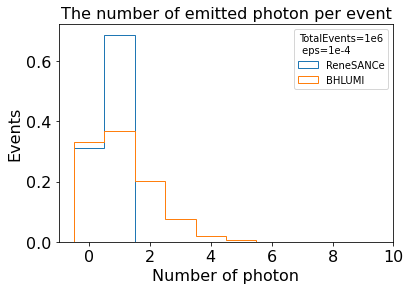 The number of emitted photon per event
TotalEvents=1e6
eps=1e-4
ReneSANCe
BHLUMI
Events
0.6
0.4
0.2
0.0
0 2 4 6 8 10
Number of photon